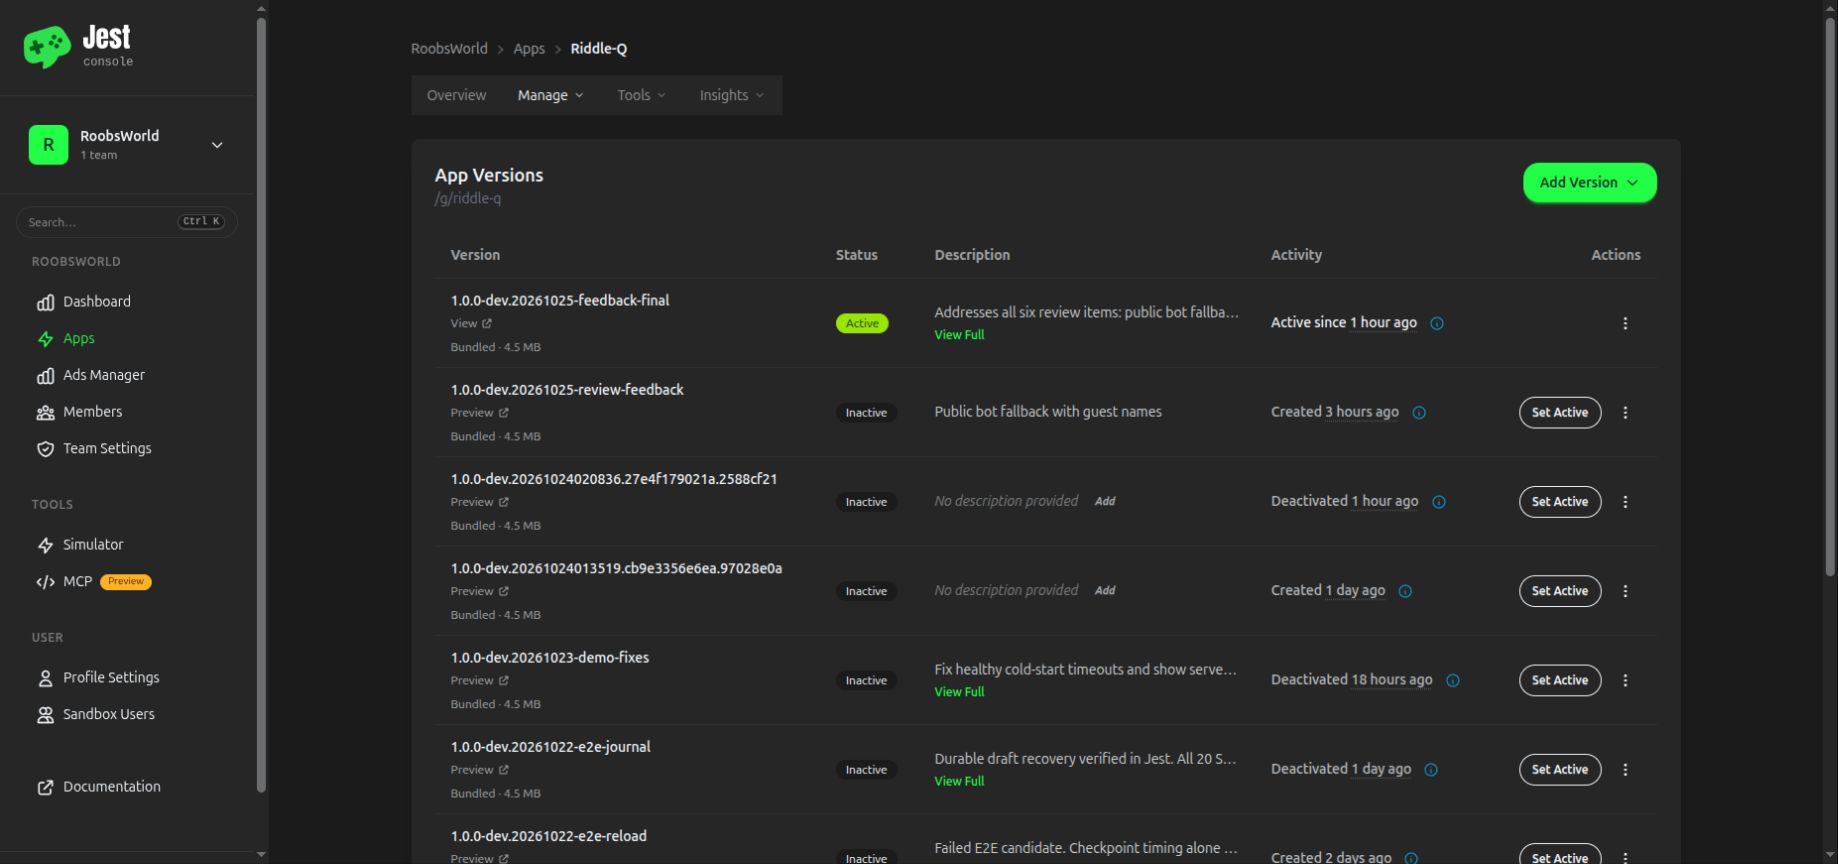 Jest
console
RoobsWorld > Apps > Riddle-Q
Overview Manage Tools Insights
R RoobsWorld
1 team
Search... Ctrl K
ROOBSWORLD
Dashboard
Apps
Ads Manager
Members
Team Settings
TOOLS
Simulator
MCP Preview
USER
Profile Settings
Sandbox Users
Documentation
App Versions
/g/riddle-q
Add Version
Version Status Description Activity Actions
1.0.0-dev.20261025-feedback-final
View
Bundled · 4.5 MB
Active
Addresses all six review items: public bot fallba...
View Full
Active since 1 hour ago
1.0.0-dev.20261025-review-feedback
Preview
Bundled · 4.5 MB
Inactive
Public bot fallback with guest names
Created 3 hours ago
Set Active
1.0.0-dev.20261024020836.27e4f179021a.2588cf21
Preview
Bundled · 4.5 MB
Inactive
No description provided Add
Deactivated 1 hour ago
Set Active
1.0.0-dev.20261024013519.cb9e3356e6ea.97028e0a
Preview
Bundled · 4.5 MB
Inactive
No description provided Add
Created 1 day ago
Set Active
1.0.0-dev.20261023-demo-fixes
Preview
Bundled · 4.5 MB
Inactive
Fix healthy cold-start timeouts and show serve...
View Full
Deactivated 18 hours ago
Set Active
1.0.0-dev.20261022-e2e-journal
Preview
Bundled · 4.5 MB
Inactive
Durable draft recovery verified in Jest. All 20 S...
View Full
Deactivated 1 day ago
Set Active
1.0.0-dev.20261022-e2e-reload
Preview
Inactive
Failed E2E candidate. Checkpoint timing alone ...
Created 2 days ago
Set Active